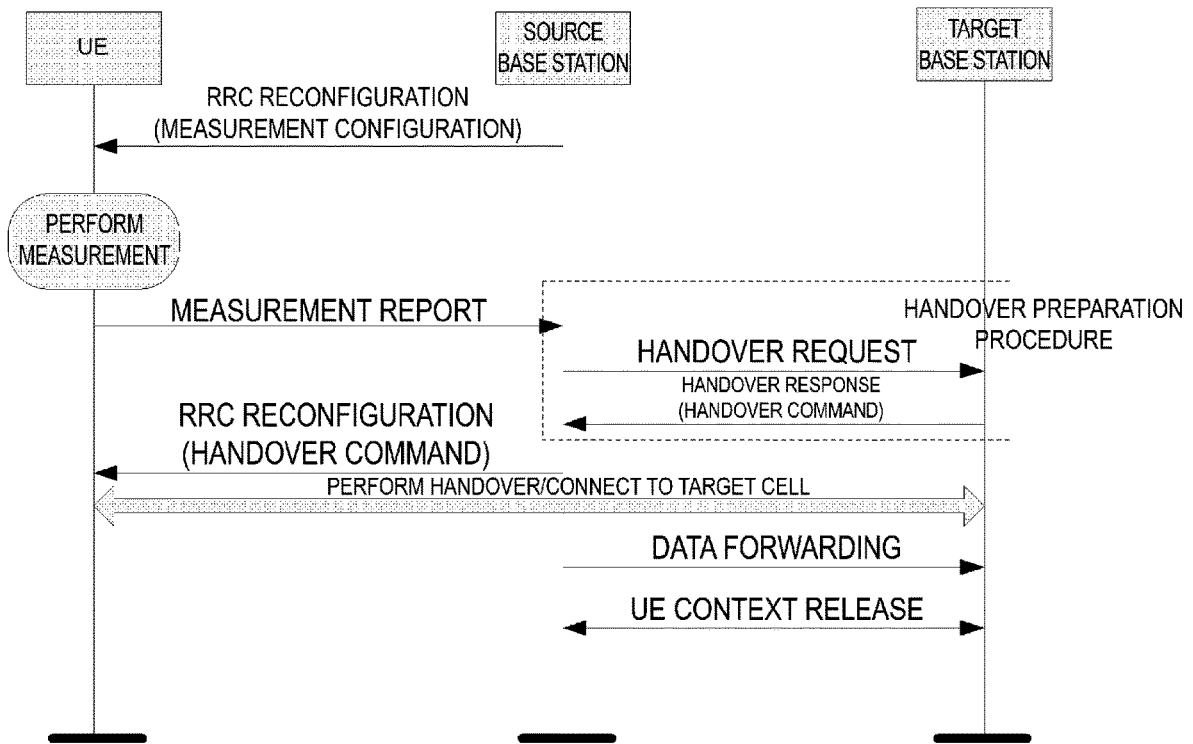 UE
SOURCE
BASE STATION
TARGET
BASE STATION
RRC RECONFIGURATION
(MEASUREMENT CONFIGURATION)
PERFORM
MEASUREMENT
MEASUREMENT REPORT
HANDOVER PREPARATION
PROCEDURE
HANDOVER REQUEST
HANDOVER RESPONSE
(HANDOVER COMMAND)
RRC RECONFIGURATION
(HANDOVER COMMAND)
PERFORM HANDOVER/CONNECT TO TARGET CELL
DATA FORWARDING
UE CONTEXT RELEASE